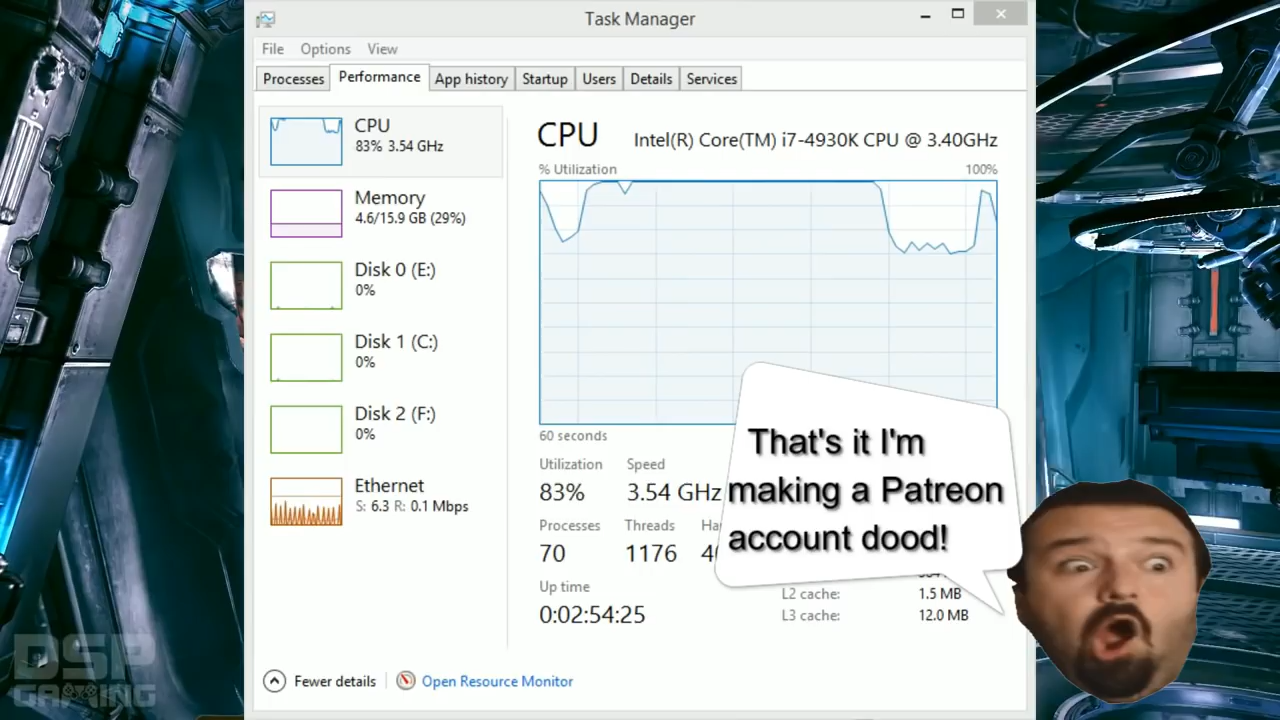 Task Manager
File Options View
Processes Performance App history Startup Users Details Services
CPU
83% 3.54 GHz
Memory
4.6/15.9 GB (29%)
Disk 0 (E:)
0%
Disk 1 (C:)
0%
Disk 2 (F:)
0%
Ethernet
S: 6.3 R: 0.1 Mbps
CPU Intel(R) Core(TM) i7-4930K CPU @ 3.40GHz
% Utilization 100%
60 seconds
Utilization Speed
83% 3.54 GHz
Processes Threads
70 1176
Up time
0:02:54:25
L2 cache: 1.5 MB
L3 cache: 12.0 MB
That's it I'm
making a Patreon
account dood!
Fewer details Open Resource Monitor
DSP
GAMING